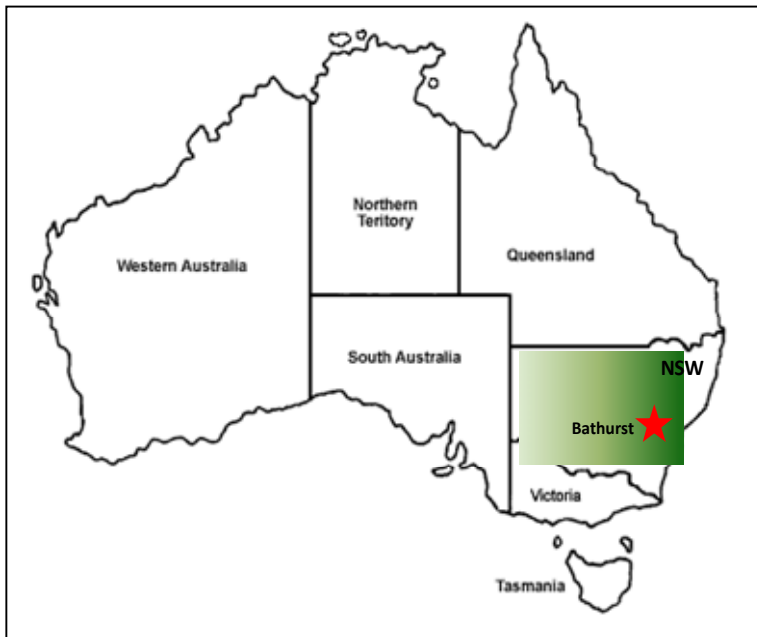 Northern
Teritory
Western Australia
Queensland
South Australia
NSW
Bathurst
Victoria
Tasmania